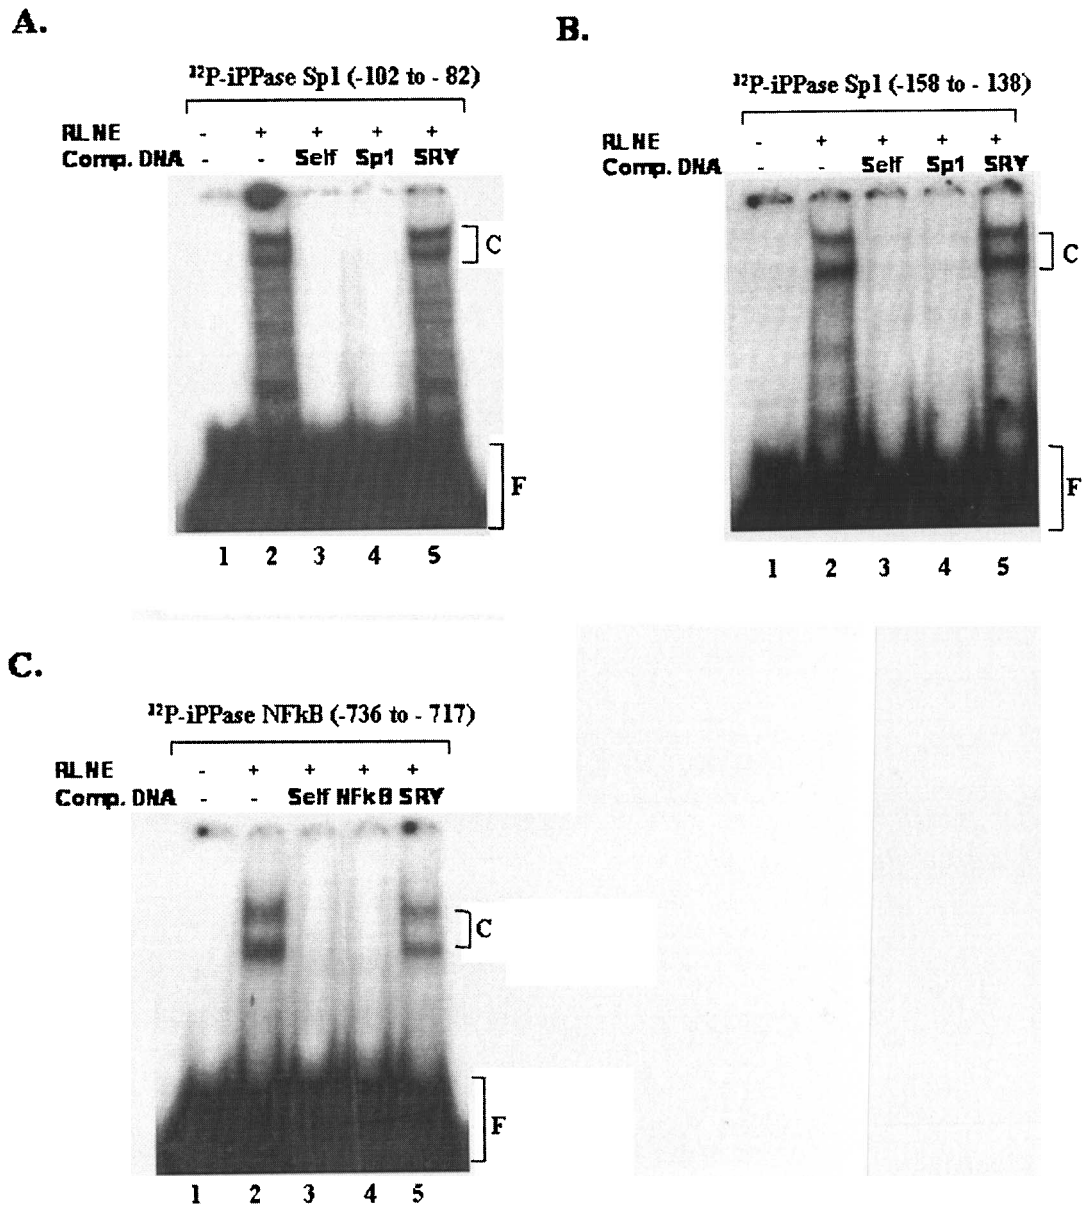 A.
³²P-iPPase Sp1 (-102 to - 82)
RLNE - + + + +
Comp. DNA - - Self Sp1 SRY
C
F
1 2 3 4 5
B.
³²P-iPPase Sp1 (-158 to - 138)
RLNE - + + + +
Comp. DNA - - Self Sp1 SRY
C
F
1 2 3 4 5
C.
³²P-iPPase NFkB (-736 to - 717)
RLNE - + + + +
Comp. DNA - - Self NFkB SRY
C
F
1 2 3 4 5